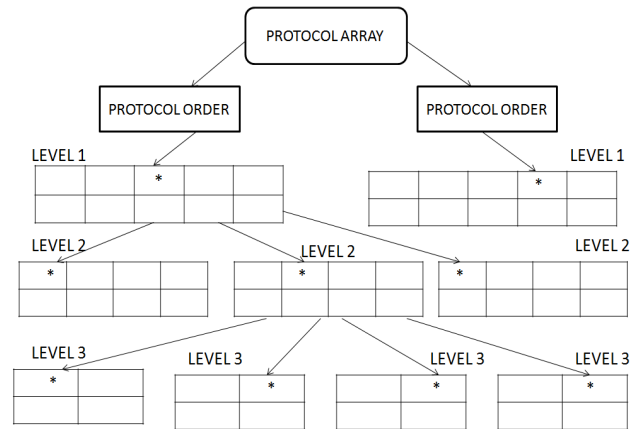 PROTOCOL ARRAY
PROTOCOL ORDER
PROTOCOL ORDER
LEVEL 1
LEVEL 1
*
*
LEVEL 2
LEVEL 2
LEVEL 2
*
*
*
LEVEL 3
LEVEL 3
LEVEL 3
LEVEL 3
*
*
*
*